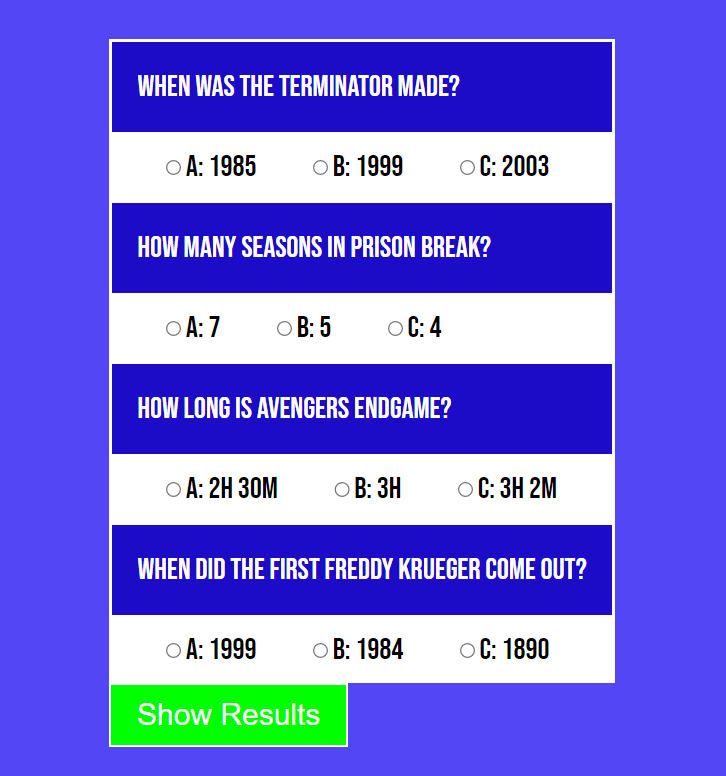 WHEN WAS THE TERMINATOR MADE?
A: 1985 B: 1999 C: 2003
HOW MANY SEASONS IN PRISON BREAK?
A: 7 B: 5 C: 4
HOW LONG IS AVENGERS ENDGAME?
A: 2H 30M B: 3H C: 3H 2M
WHEN DID THE FIRST FREDDY KRUEGER COME OUT?
A: 1999 B: 1984 C: 1890
Show Results